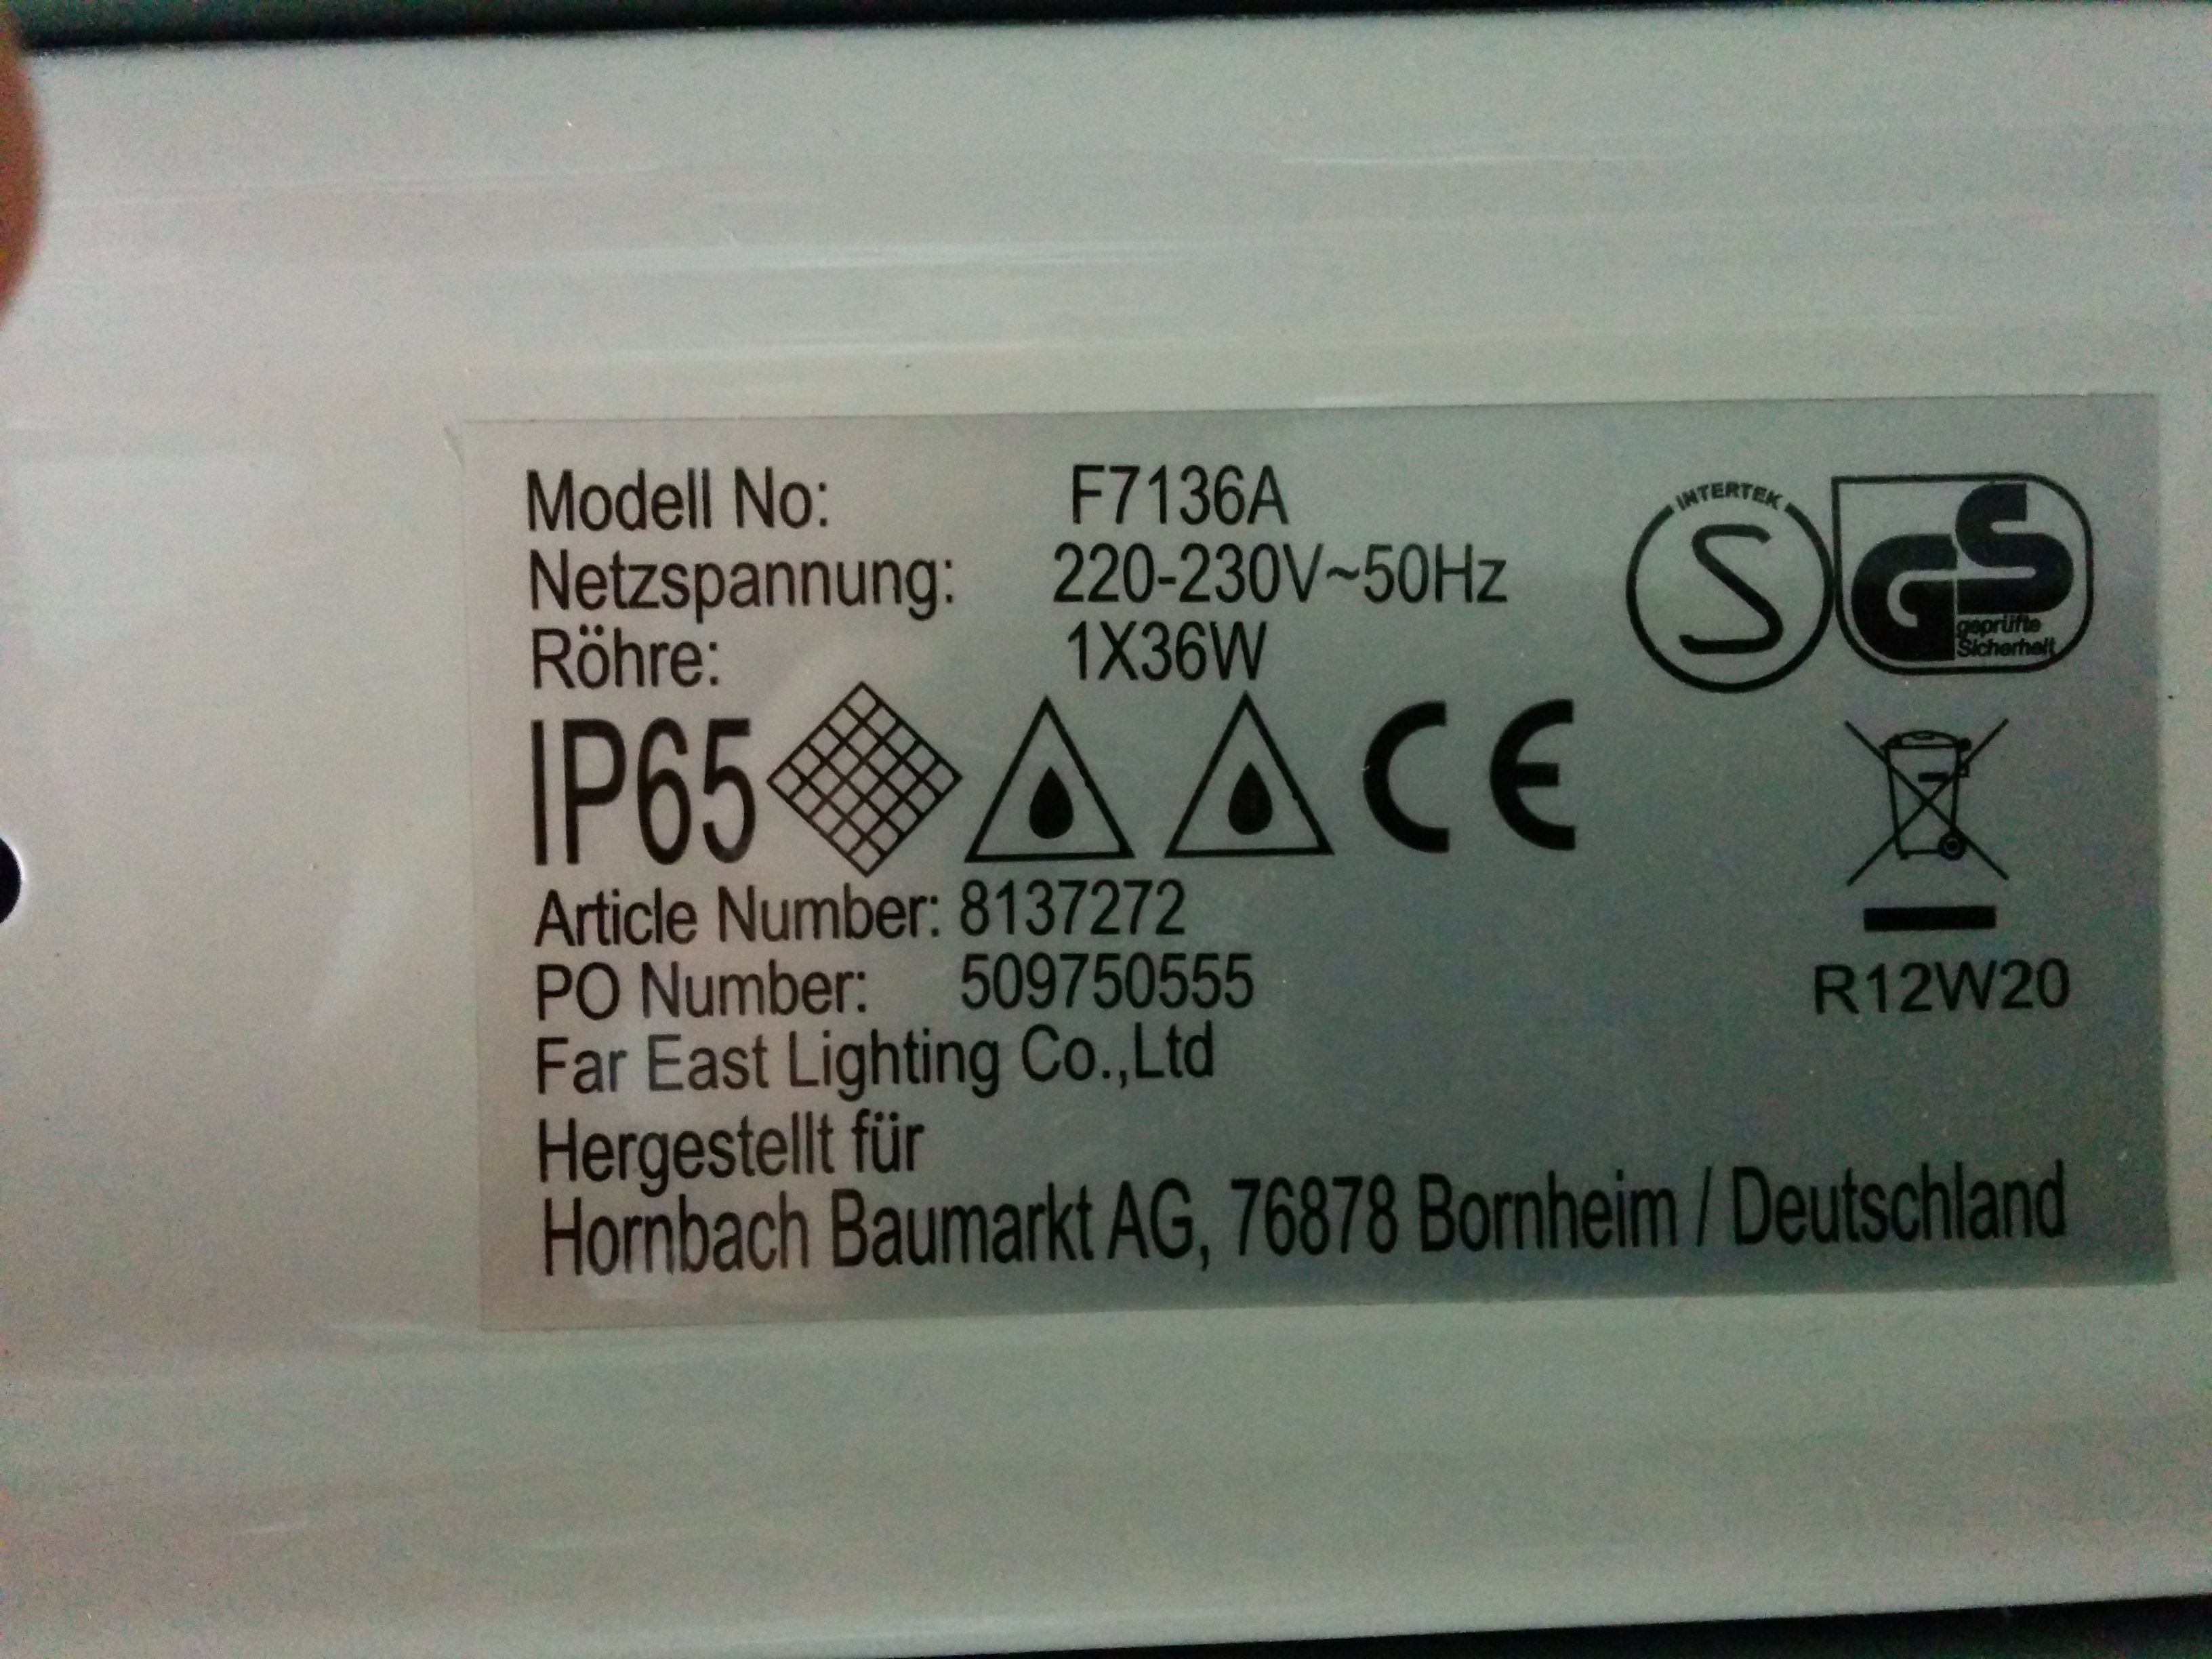 Modell No: F7136A
Netzspannung: 220-230V~50Hz
Röhre: 1X36W
INTERTEK
S
GS
geprüfte
Sicherheit
IP65
CE
Article Number: 8137272
PO Number: 509750555
R12W20
Far East Lighting Co.,Ltd
Hergestellt für
Hornbach Baumarkt AG, 76878 Bornheim / Deutschland